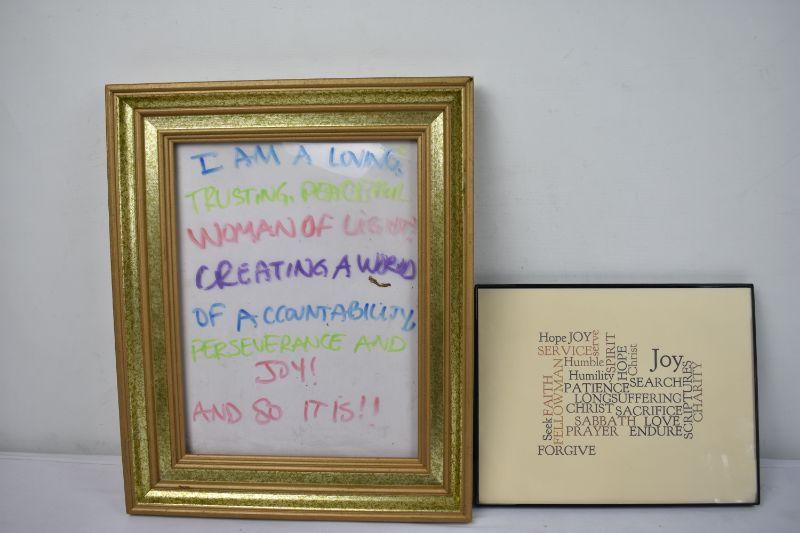 I AM A LOVING,
TRUSTING, PEACEFUL
WOMAN OF LIGHT!
CREATING A WORLD
OF ACCOUNTABILITY,
PERSEVERANCE AND
JOY!
AND SO IT IS!!
Hope JOY
SERVICE
serve
Humble
SPIRIT
HOPE
Christ
Joy
Humility
SEARCH
PATIENCE
LONGSUFFERING
CHRIST SACRIFICE
SABBATH LOVE
PRAYER ENDURE
Seek
FAITH
FELLOWMAN
SCRIPTURES
CHARITY
FORGIVE